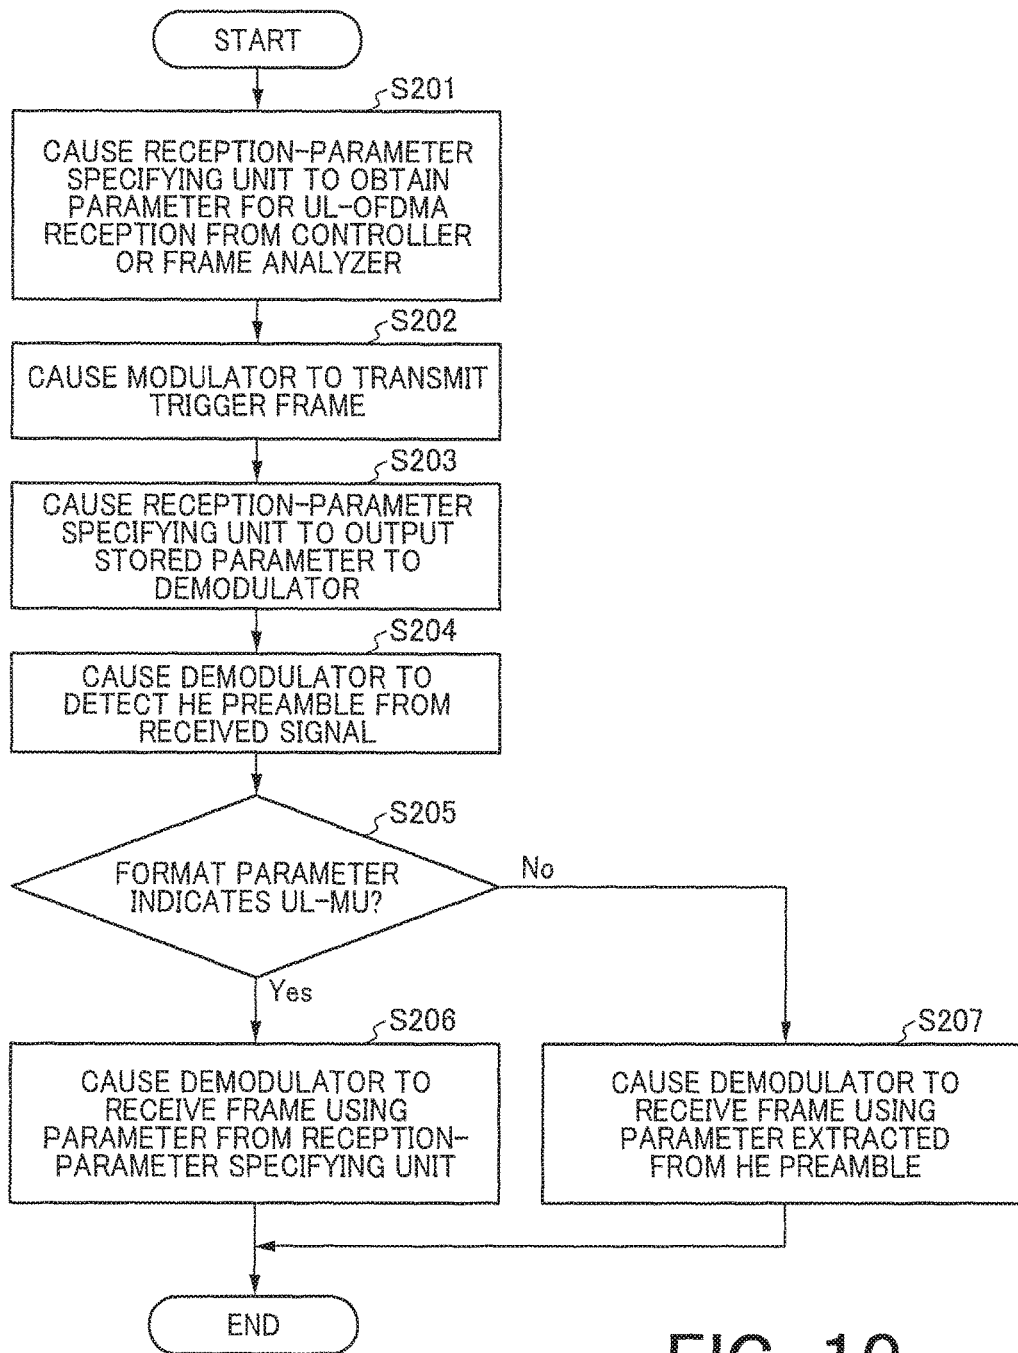 START
S201
CAUSE RECEPTION-PARAMETER
SPECIFYING UNIT TO OBTAIN
PARAMETER FOR UL-OFDMA
RECEPTION FROM CONTROLLER
OR FRAME ANALYZER
S202
CAUSE MODULATOR TO TRANSMIT
TRIGGER FRAME
S203
CAUSE RECEPTION-PARAMETER
SPECIFYING UNIT TO OUTPUT
STORED PARAMETER TO
DEMODULATOR
S204
CAUSE DEMODULATOR TO
DETECT HE PREAMBLE FROM
RECEIVED SIGNAL
S205
FORMAT PARAMETER
INDICATES UL-MU?
No
Yes
S206
CAUSE DEMODULATOR TO
RECEIVE FRAME USING
PARAMETER FROM RECEPTION-
PARAMETER SPECIFYING UNIT
S207
CAUSE DEMODULATOR TO
RECEIVE FRAME USING
PARAMETER EXTRACTED
FROM HE PREAMBLE
END